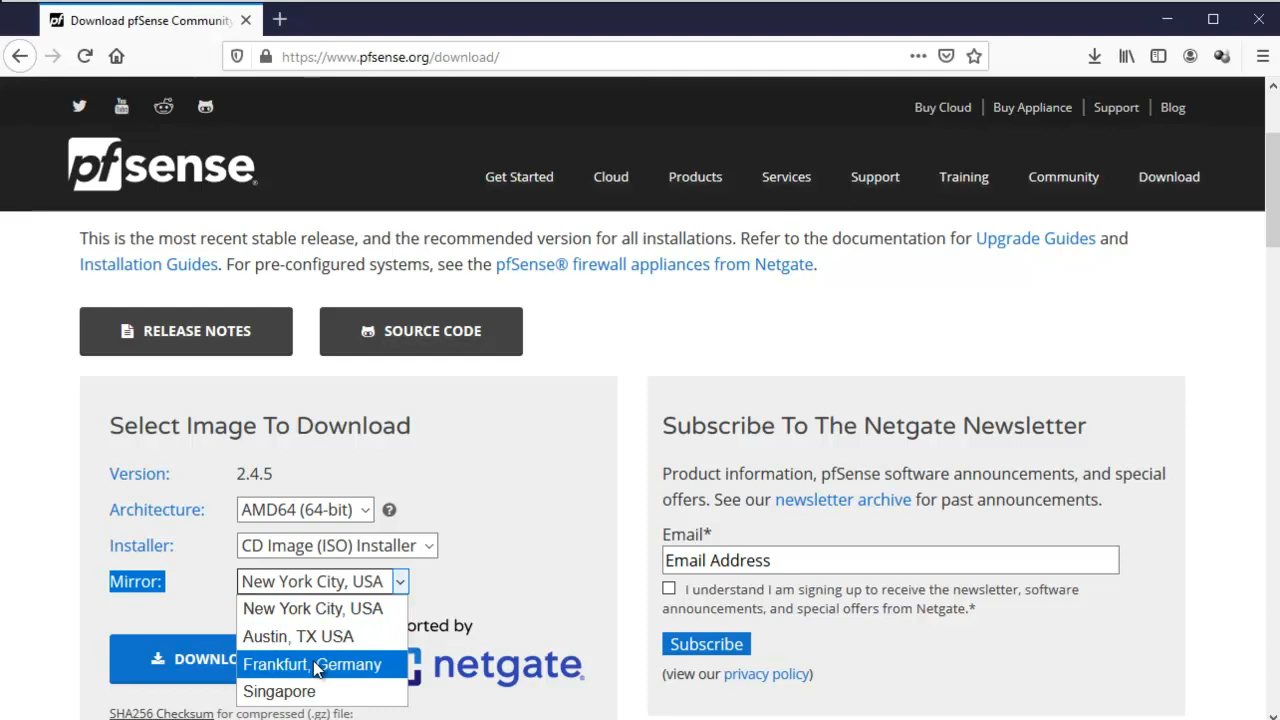 Download pfSense Community
https://www.pfsense.org/download/
Buy Cloud | Buy Appliance | Support | Blog
pfsense
Get Started Cloud Products Services Support Training Community Download
This is the most recent stable release, and the recommended version for all installations. Refer to the documentation for Upgrade Guides and
Installation Guides. For pre-configured systems, see the pfSense® firewall appliances from Netgate.
RELEASE NOTES
SOURCE CODE
Select Image To Download
Version: 2.4.5
Architecture: AMD64 (64-bit)
Installer: CD Image (ISO) Installer
Mirror: New York City, USA
New York City, USA
Austin, TX USA
Frankfurt, Germany
Singapore
orted by
netgate
SHA256 Checksum for compressed (.gz) file:
Subscribe To The Netgate Newsletter
Product information, pfSense software announcements, and special
offers. See our newsletter archive for past announcements.
Email*
Email Address
I understand I am signing up to receive the newsletter, software
announcements, and special offers from Netgate.*
Subscribe
(view our privacy policy)